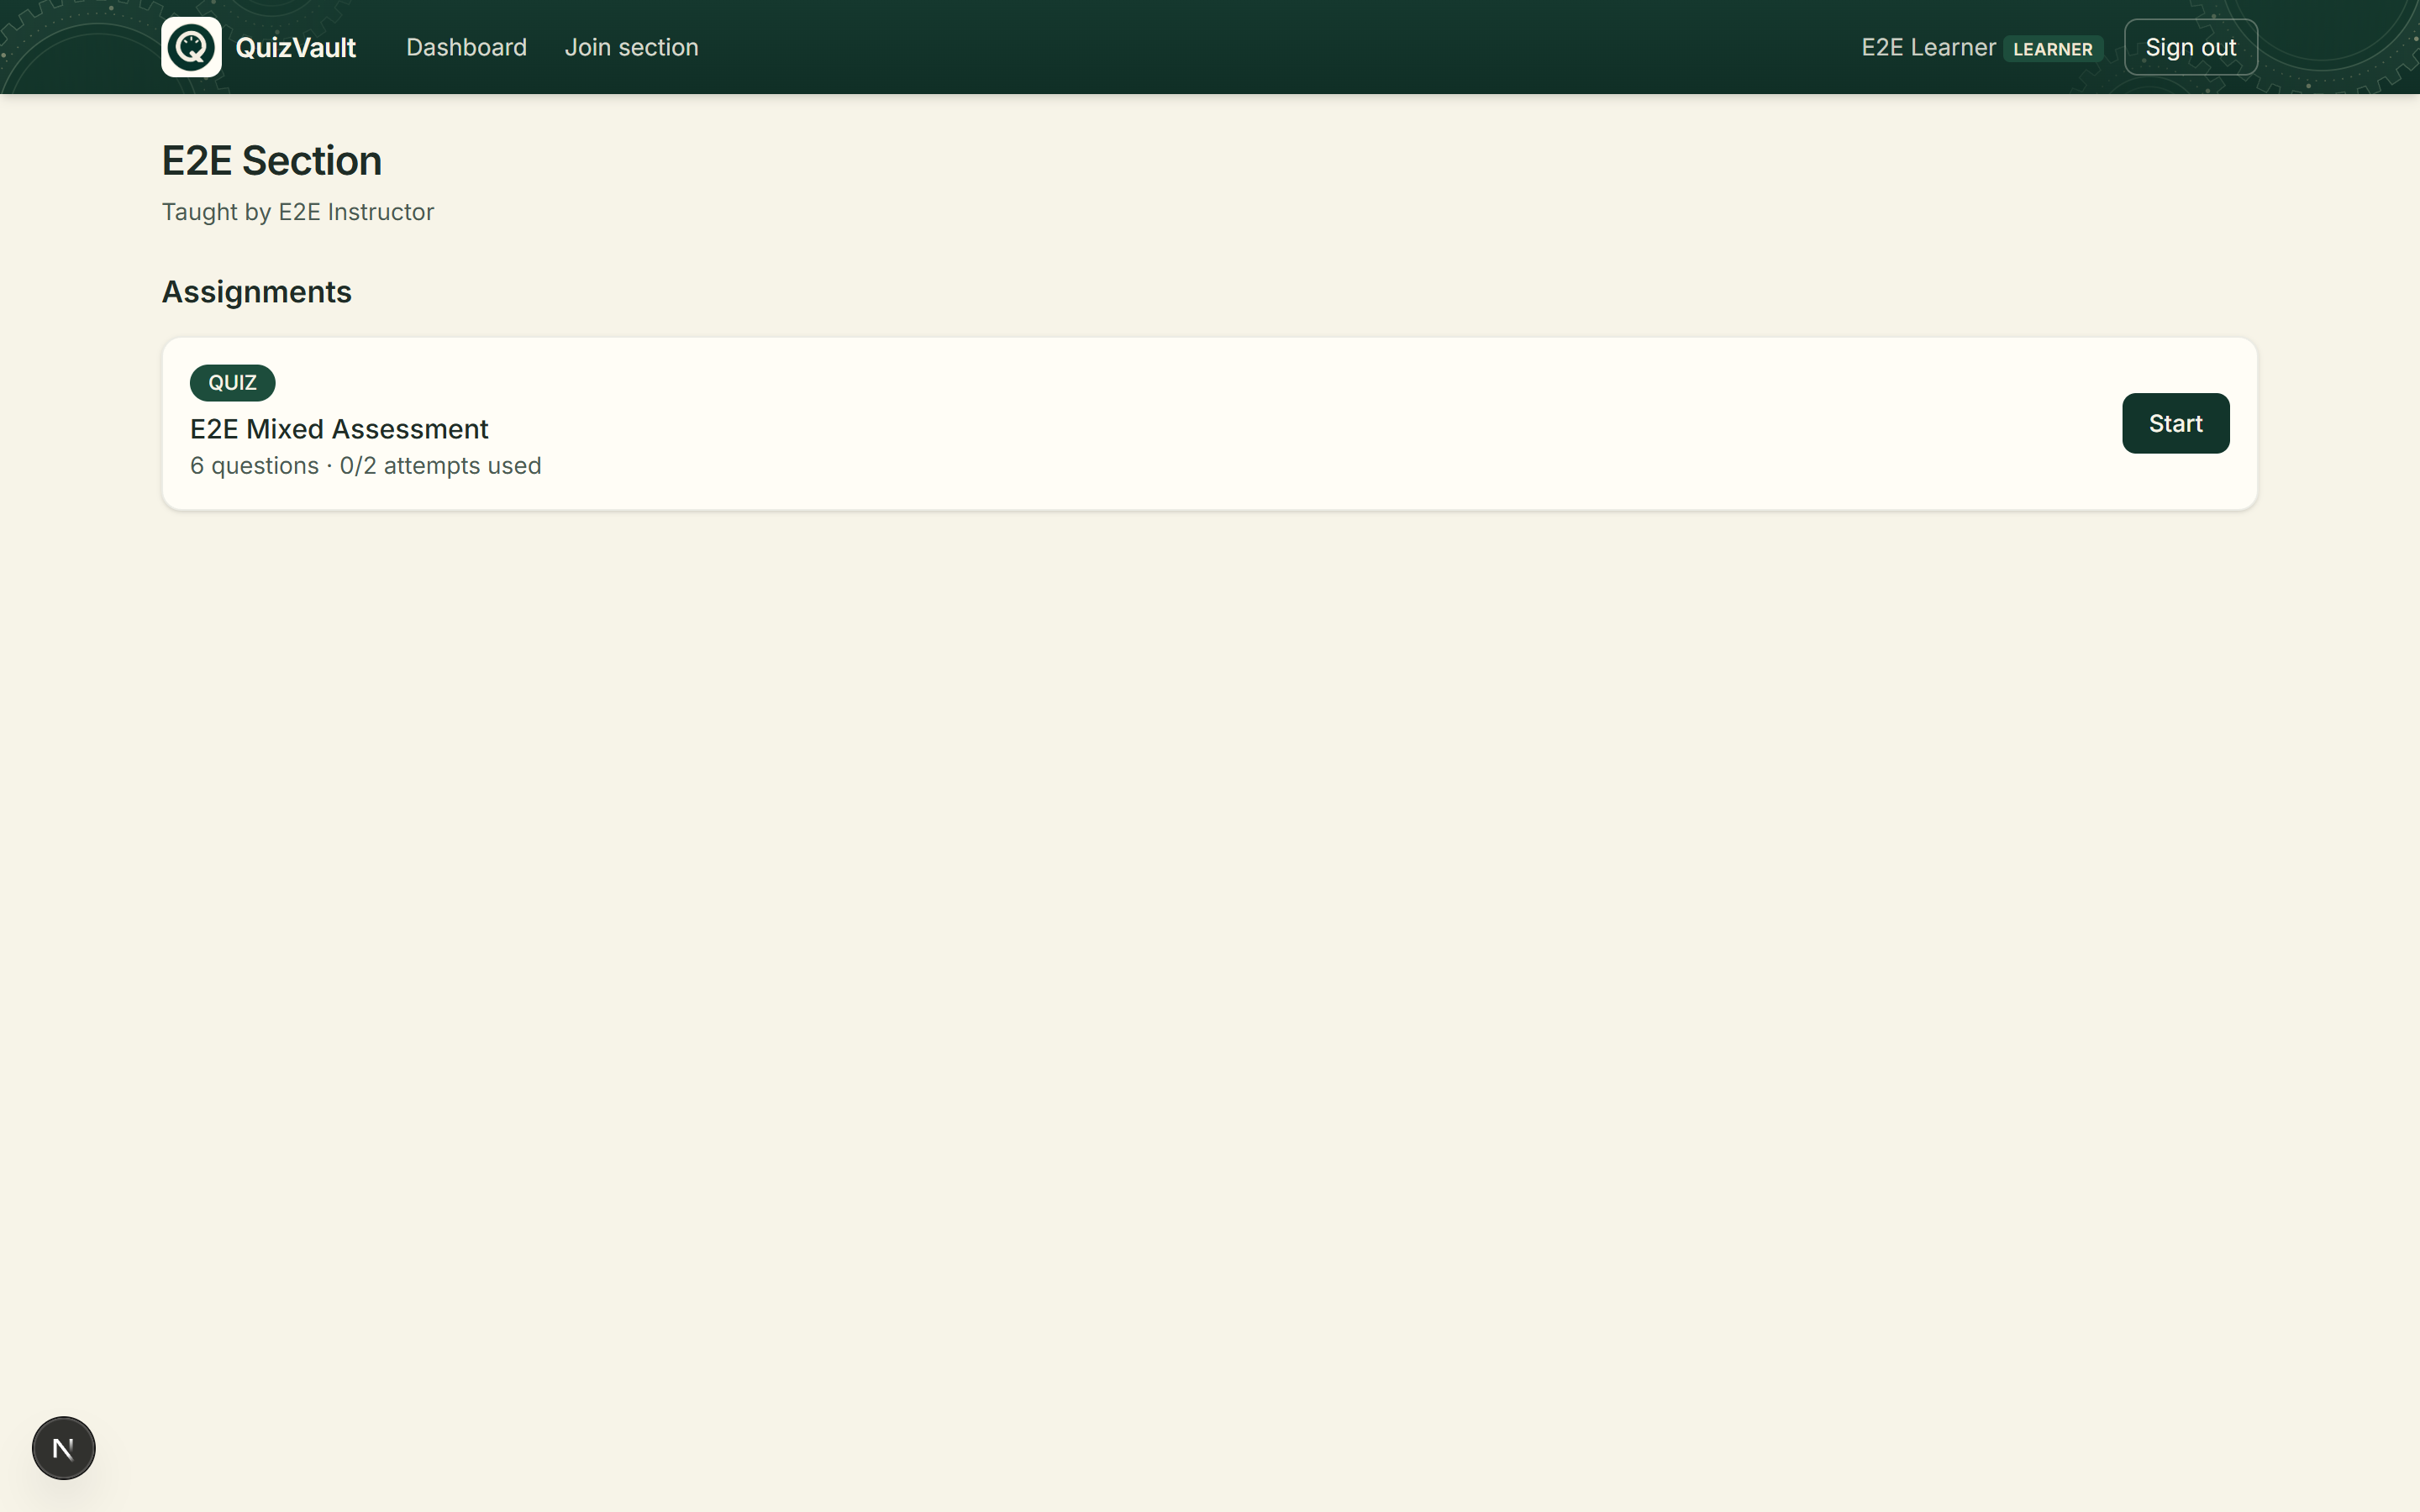 QuizVault Dashboard Join section E2E Learner LEARNER Sign out
E2E Section
Taught by E2E Instructor
Assignments
QUIZ
E2E Mixed Assessment
6 questions · 0/2 attempts used
Start
N